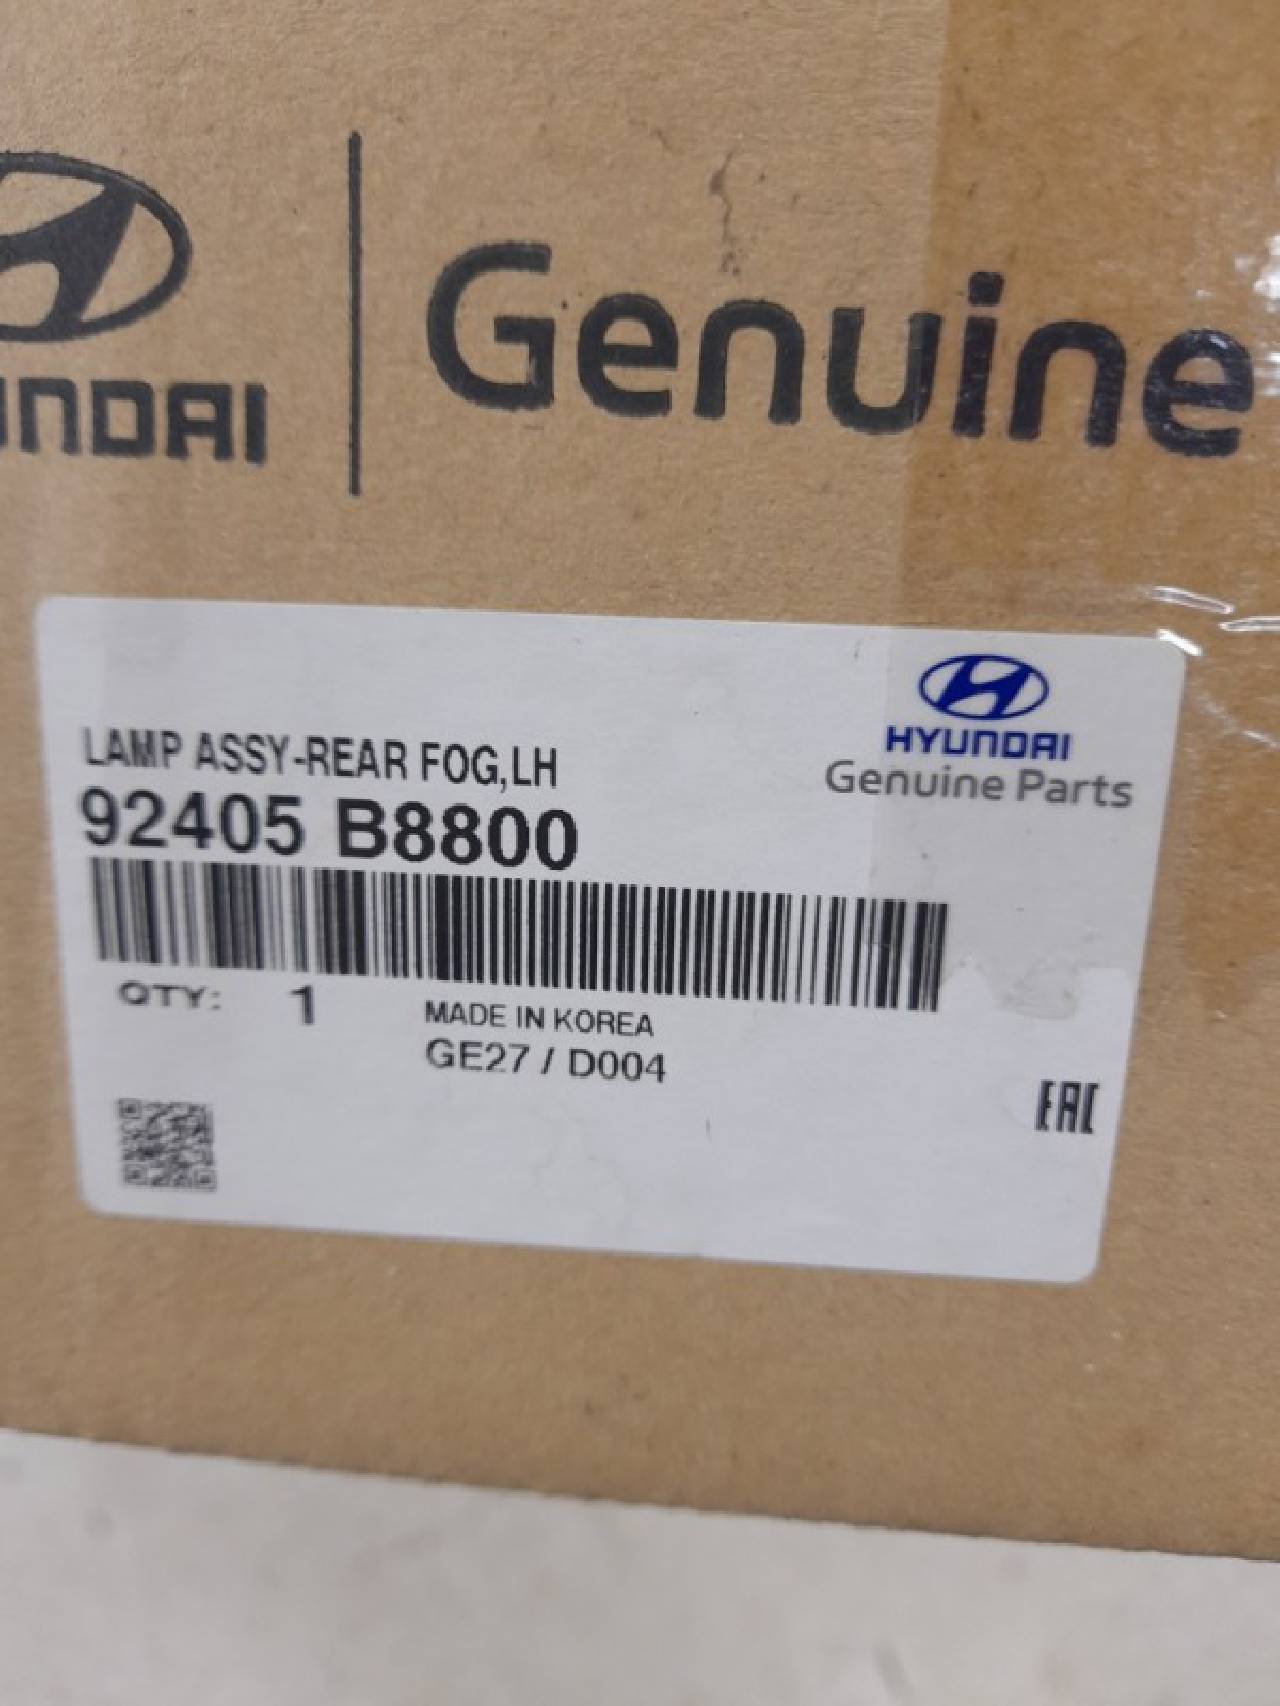 Genuine
HYUNDAI
Genuine Parts
LAMP ASSY-REAR FOG,LH
92405 B8800
QTY: 1
MADE IN KOREA
GE27 / D004
EAC